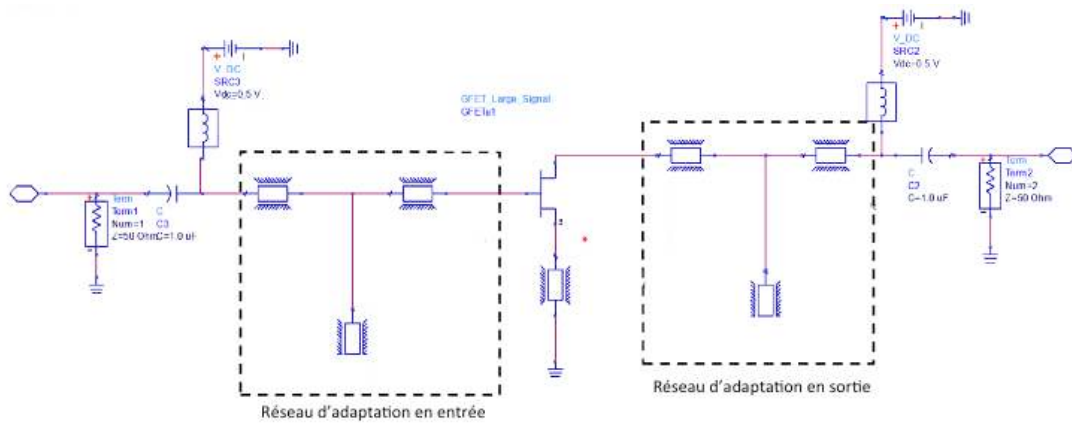 V_DC
SRC3
Vdc=0.5 V
V_DC
SRC2
Vdc=0.5 V
GFET_Large_Signal
Term
Term1
Num=1
Z=50 Ohm
C
C3
C=1.0 uF
C
C2
C=1.0 uF
Term
Term2
Num=2
Z=50 Ohm
Réseau d'adaptation en entrée
Réseau d'adaptation en sortie